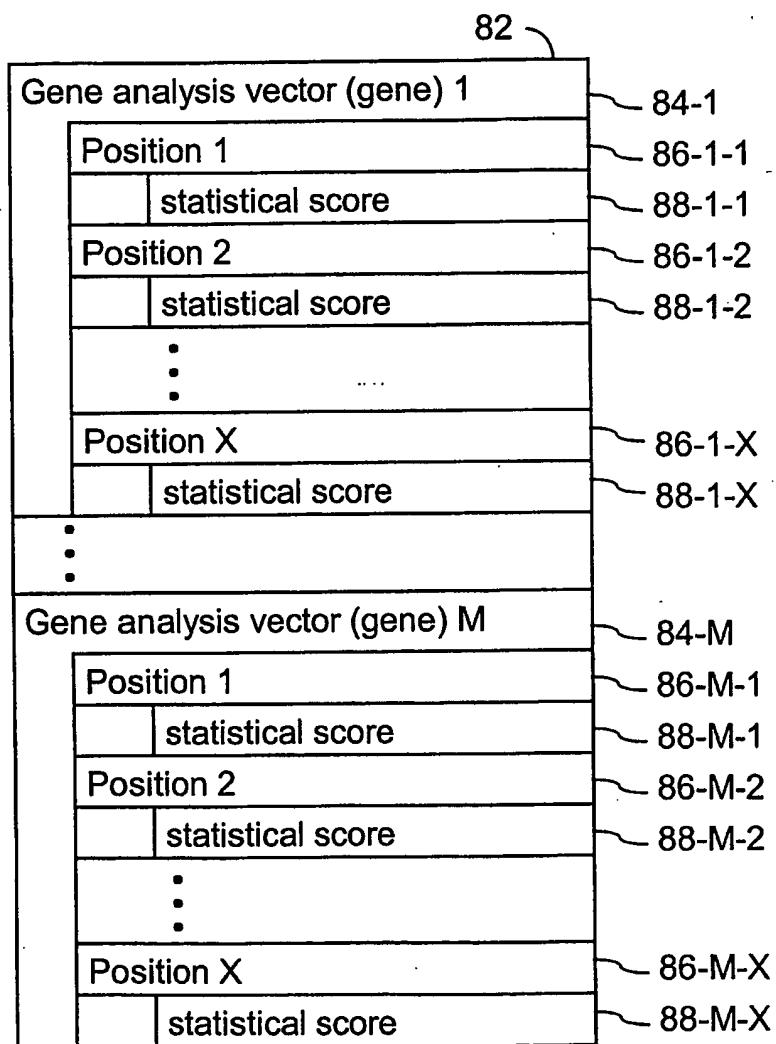 82
Gene analysis vector (gene) 1 84-1
Position 1 86-1-1
statistical score 88-1-1
Position 2 86-1-2
statistical score 88-1-2
Position X 86-1-X
statistical score 88-1-X
Gene analysis vector (gene) M 84-M
Position 1 86-M-1
statistical score 88-M-1
Position 2 86-M-2
statistical score 88-M-2
Position X 86-M-X
statistical score 88-M-X